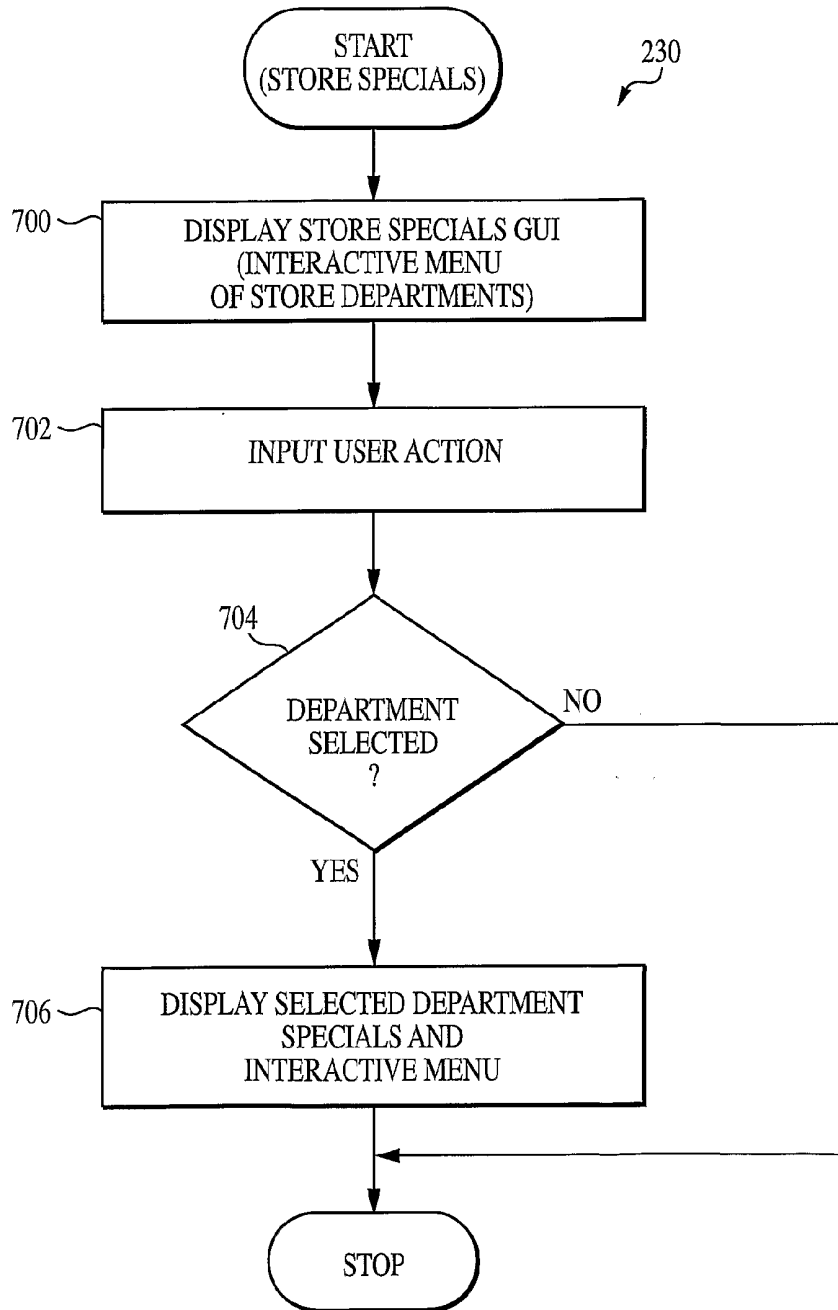 START
(STORE SPECIALS)
230
700
DISPLAY STORE SPECIALS GUI
(INTERACTIVE MENU
OF STORE DEPARTMENTS)
702
INPUT USER ACTION
704
DEPARTMENT
SELECTED
?
NO
YES
706
DISPLAY SELECTED DEPARTMENT
SPECIALS AND
INTERACTIVE MENU
STOP